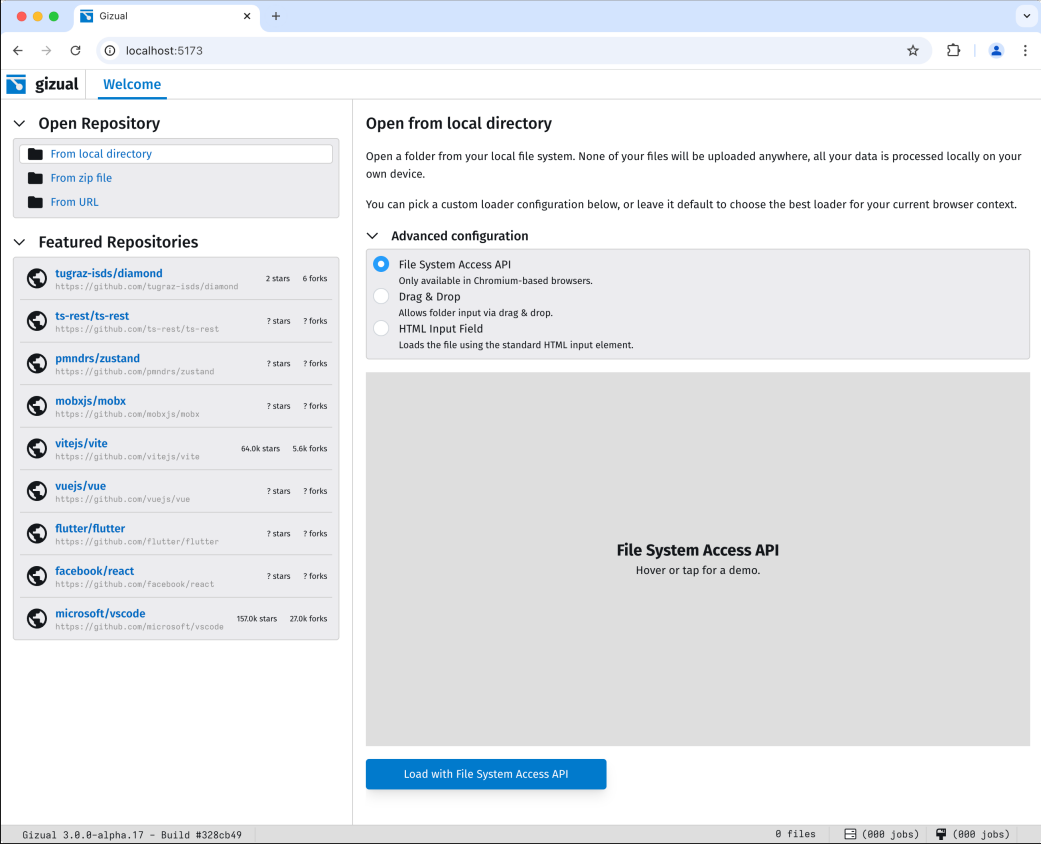 Gizual
localhost:5173
gizual
Welcome
Open Repository
From local directory
From zip file
From URL
Featured Repositories
tugraz-isds/diamond
https://github.com/tugraz-isds/diamond
2 stars 6 forks
ts-rest/ts-rest
https://github.com/ts-rest/ts-rest
? stars ? forks
pmndrs/zustand
https://github.com/pmndrs/zustand
? stars ? forks
mobxjs/mobx
https://github.com/mobxjs/mobx
? stars ? forks
vitejs/vite
https://github.com/vitejs/vite
64.0k stars 5.6k forks
vuejs/vue
https://github.com/vuejs/vue
? stars ? forks
flutter/flutter
https://github.com/flutter/flutter
? stars ? forks
facebook/react
https://github.com/facebook/react
? stars ? forks
microsoft/vscode
https://github.com/microsoft/vscode
157.0k stars 27.0k forks
Open from local directory
Open a folder from your local file system. None of your files will be uploaded anywhere, all your data is processed locally on your
own device.
You can pick a custom loader configuration below, or leave it default to choose the best loader for your current browser context.
Advanced configuration
File System Access API
Only available in Chromium-based browsers.
Drag & Drop
Allows folder input via drag & drop.
HTML Input Field
Loads the file using the standard HTML input element.
File System Access API
Hover or tap for a demo.
Load with File System Access API
Gizual 3.0.0-alpha.17 - Build #328cb49
0 files
(000 jobs)
(000 jobs)